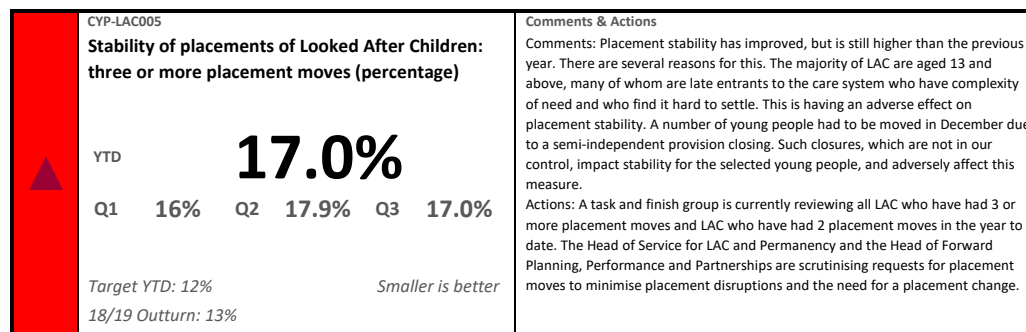 CYP-LAC005
Stability of placements of Looked After Children:
three or more placement moves (percentage)
YTD 17.0%
Q1 16% Q2 17.9% Q3 17.0%
Target YTD: 12% Smaller is better
18/19 Outturn: 13%
Comments & Actions
Comments: Placement stability has improved, but is still higher than the previous
year. There are several reasons for this. The majority of LAC are aged 13 and
above, many of whom are late entrants to the care system who have complexity
of need and who find it hard to settle. This is having an adverse effect on
placement stability. A number of young people had to be moved in December due
to a semi-independent provision closing. Such closures, which are not in our
control, impact stability for the selected young people, and adversely affect this
measure.
Actions: A task and finish group is currently reviewing all LAC who have had 3 or
more placement moves and LAC who have had 2 placement moves in the year to
date. The Head of Service for LAC and Permanency and the Head of Forward
Planning, Performance and Partnerships are scrutinising requests for placement
moves to minimise placement disruptions and the need for a placement change.